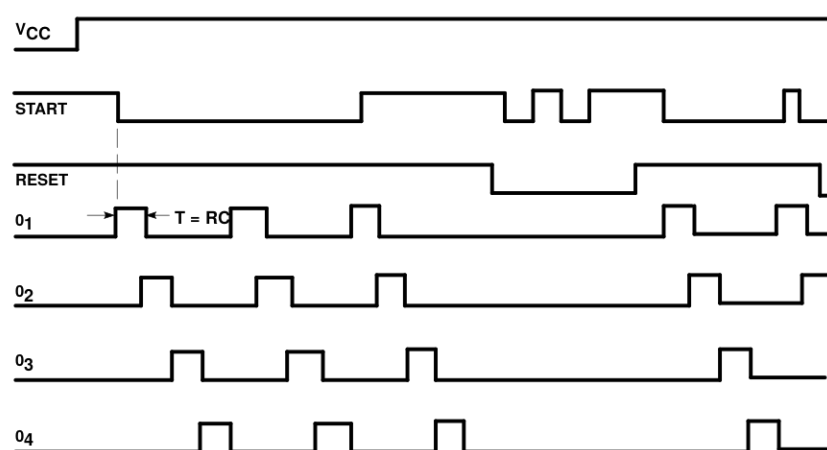 VCC
START
RESET
T = RC
01
02
03
04